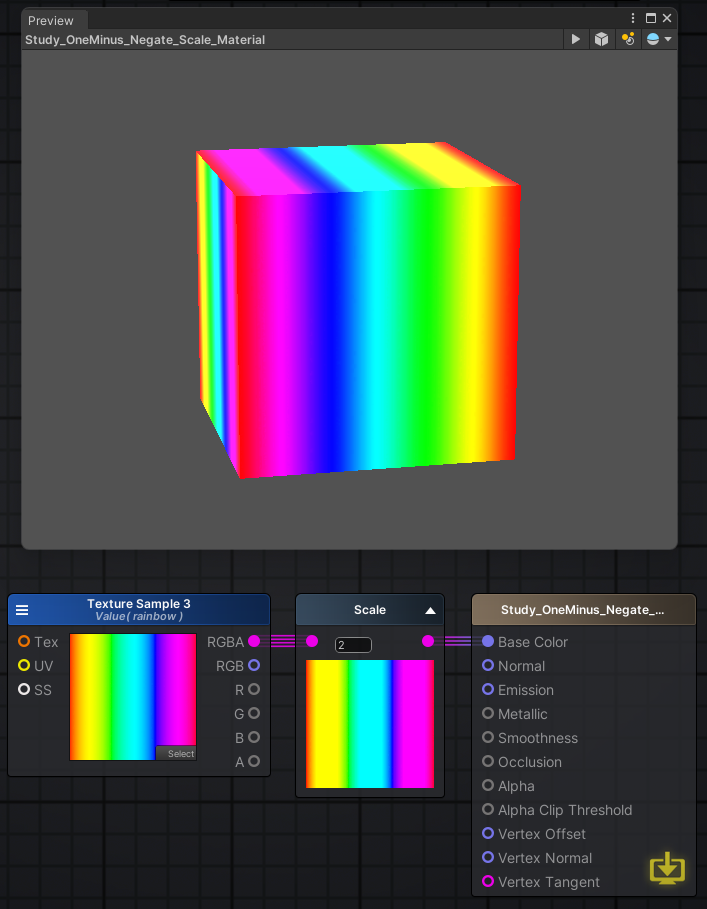 Preview
Study_OneMinus_Negate_Scale_Material
Texture Sample 3
Value( rainbow )
Tex
UV
SS
Select
RGBA
RGB
R
G
B
A
Scale
2
Study_OneMinus_Negate_...
Base Color
Normal
Emission
Metallic
Smoothness
Occlusion
Alpha
Alpha Clip Threshold
Vertex Offset
Vertex Normal
Vertex Tangent